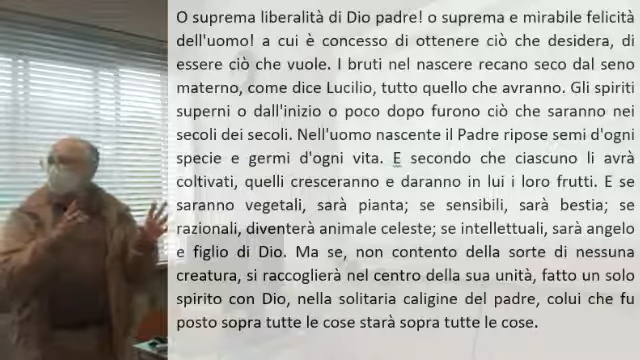 O suprema liberalità di Dio padre! o suprema e mirabile felicità
dell'uomo! a cui è concesso di ottenere ciò che desidera, di
essere ciò che vuole. I bruti nel nascere recano seco dal seno
materno, come dice Lucilio, tutto quello che avranno. Gli spiriti
superni o dall'inizio o poco dopo furono ciò che saranno nei
secoli dei secoli. Nell'uomo nascente il Padre ripose semi d'ogni
specie e germi d'ogni vita. E secondo che ciascuno li avrà
coltivati, quelli cresceranno e daranno in lui i loro frutti. E se
saranno vegetali, sarà pianta; se sensibili, sarà bestia; se
razionali, diventerà animale celeste; se intellettuali, sarà angelo
e figlio di Dio. Ma se, non contento della sorte di nessuna
creatura, si raccoglierà nel centro della sua unità, fatto un solo
spirito con Dio, nella solitaria caligine del padre, colui che fu
posto sopra tutte le cose starà sopra tutte le cose.